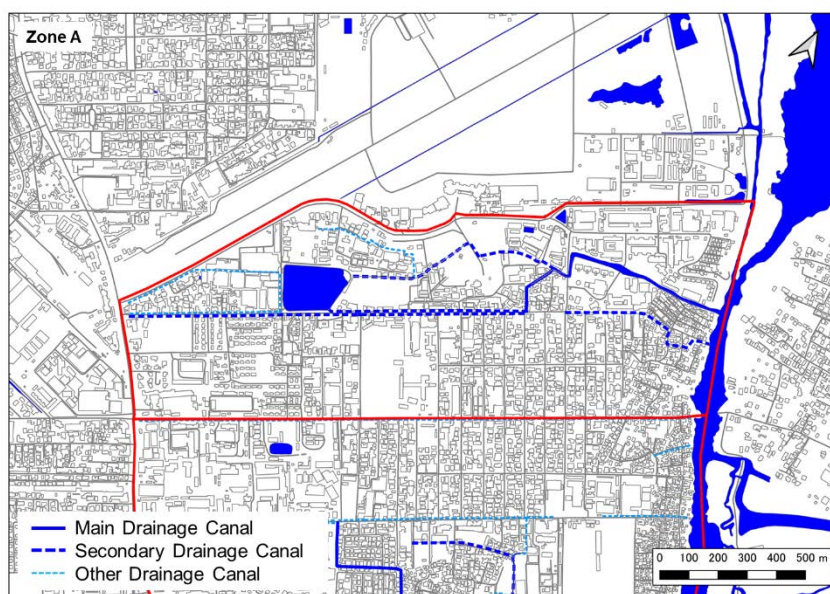 Zone A
Main Drainage Canal
Secondary Drainage Canal
Other Drainage Canal
0 100 200 300 400 500 m